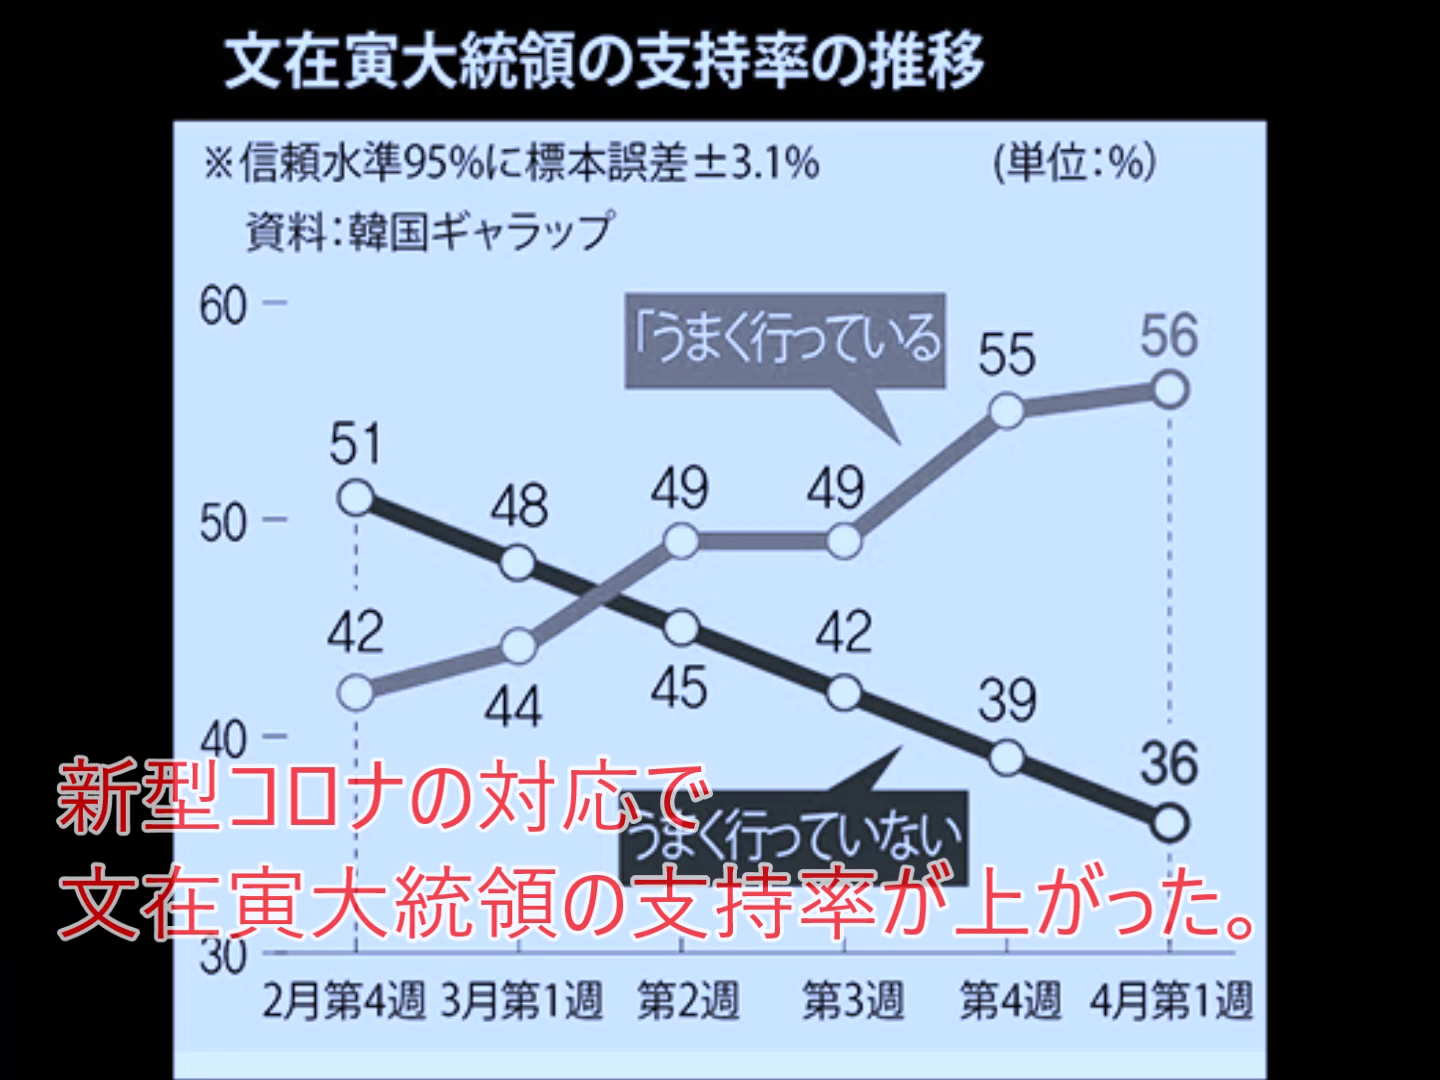 文在寅大統領の支持率の推移
※信頼水準95%に標本誤差±3.1% (単位:%)
資料:韓国ギャラップ
60
「うまく行っている
55
56
51
48
49
49
50
42
44
45
42
39
36
40
新型コロナの対応で
うまく行っていない
文在寅大統領の支持率が上がった。
30
2月第4週 3月第1週 第2週 第3週 第4週 4月第1週